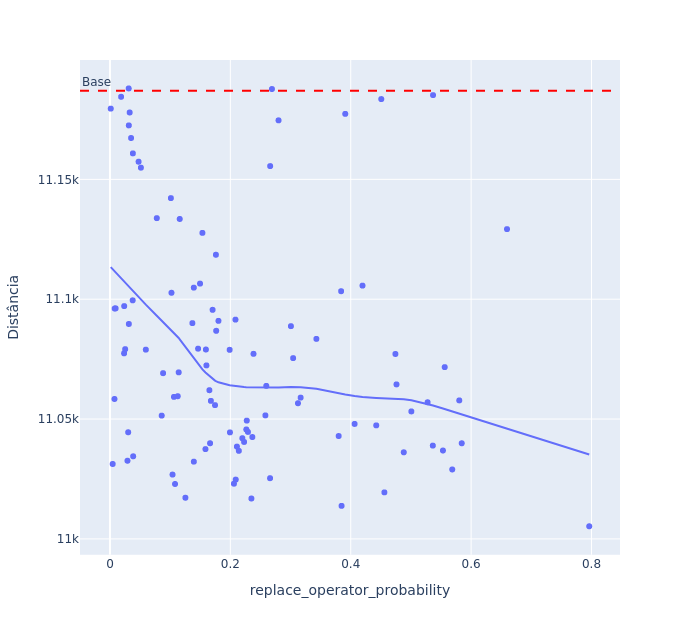 Base
11.15k
11.1k
11.05k
11k
Distância
0
0.2
0.4
0.6
0.8
replace_operator_probability